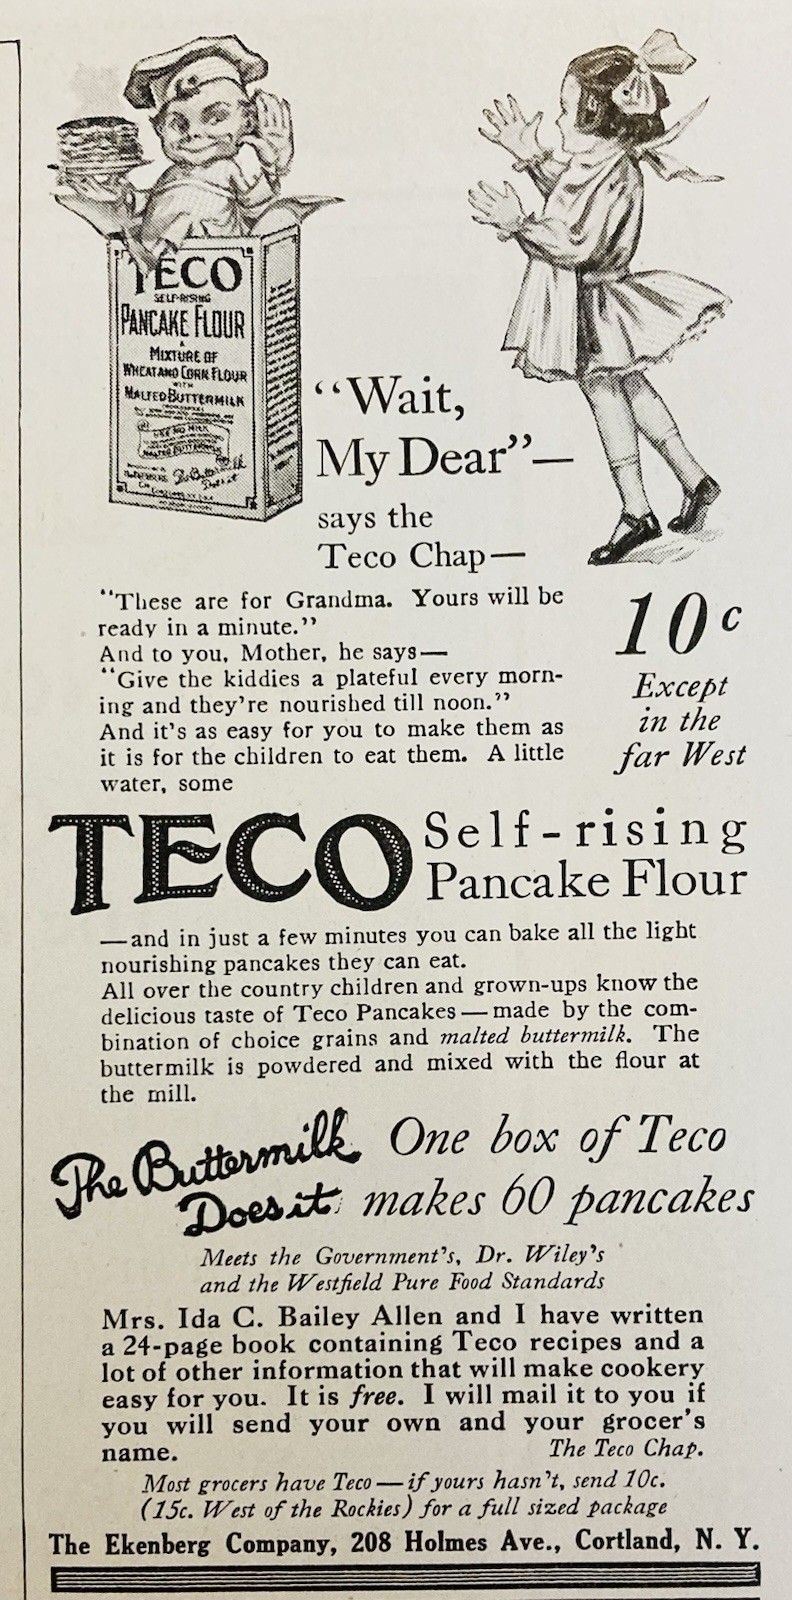 TECO
SELF-RISING
PANCAKE FLOUR
A
MIXTURE OF
WHEAT AND CORN FLOUR
WITH
MALTED BUTTERMILK
USE NO MILK
MALTED BUTTERMILK
The Buttermilk
Does it
"Wait,
My Dear"—
says the
Teco Chap—
"These are for Grandma. Yours will be
ready in a minute."
And to you, Mother, he says—
"Give the kiddies a plateful every morn-
ing and they're nourished till noon."
And it's as easy for you to make them as
it is for the children to eat them. A little
water, some
10c
Except
in the
far West
TECO Self-rising
Pancake Flour
—and in just a few minutes you can bake all the light
nourishing pancakes they can eat.
All over the country children and grown-ups know the
delicious taste of Teco Pancakes—made by the com-
bination of choice grains and malted buttermilk. The
buttermilk is powdered and mixed with the flour at
the mill.
The Buttermilk
Does it
One box of Teco
makes 60 pancakes
Meets the Government's, Dr. Wiley's
and the Westfield Pure Food Standards
Mrs. Ida C. Bailey Allen and I have written
a 24-page book containing Teco recipes and a
lot of other information that will make cookery
easy for you. It is free. I will mail it to you if
you will send your own and your grocer's
name. The Teco Chap.
Most grocers have Teco—if yours hasn't, send 10c.
(15c. West of the Rockies) for a full sized package
The Ekenberg Company, 208 Holmes Ave., Cortland, N. Y.